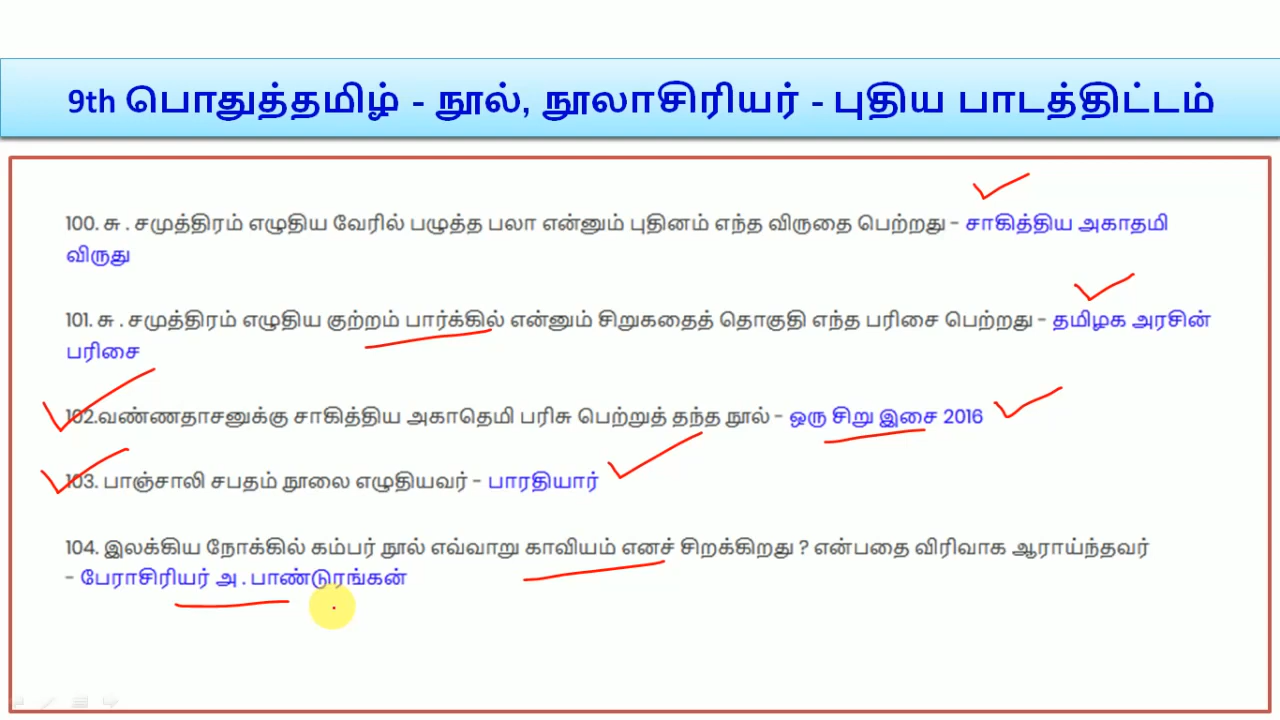 9th பொதுத்தமிழ் - நூல், நூலாசிரியர் - புதிய பாடத்திட்டம்
100. சு . சமுத்திரம் எழுதிய வேரில் பழுத்த பலா என்னும் புதினம் எந்த விருதை பெற்றது - சாகித்திய அகாதமி
விருது
101. சு . சமுத்திரம் எழுதிய குற்றம் பார்க்கில் என்னும் சிறுகதைத் தொகுதி எந்த பரிசை பெற்றது - தமிழக அரசின்
பரிசை
102.வண்ணதாசனுக்கு சாகித்திய அகாதெமி பரிசு பெற்றுத் தந்த நூல் - ஒரு சிறு இசை 2016
103. பாஞ்சாலி சபதம் நூலை எழுதியவர் - பாரதியார்
104. இலக்கிய நோக்கில் கம்பர் நூல் எவ்வாறு காவியம் எனச் சிறக்கிறது ? என்பதை விரிவாக ஆராய்ந்தவர்
- பேராசிரியர் அ . பாண்டுரங்கன்